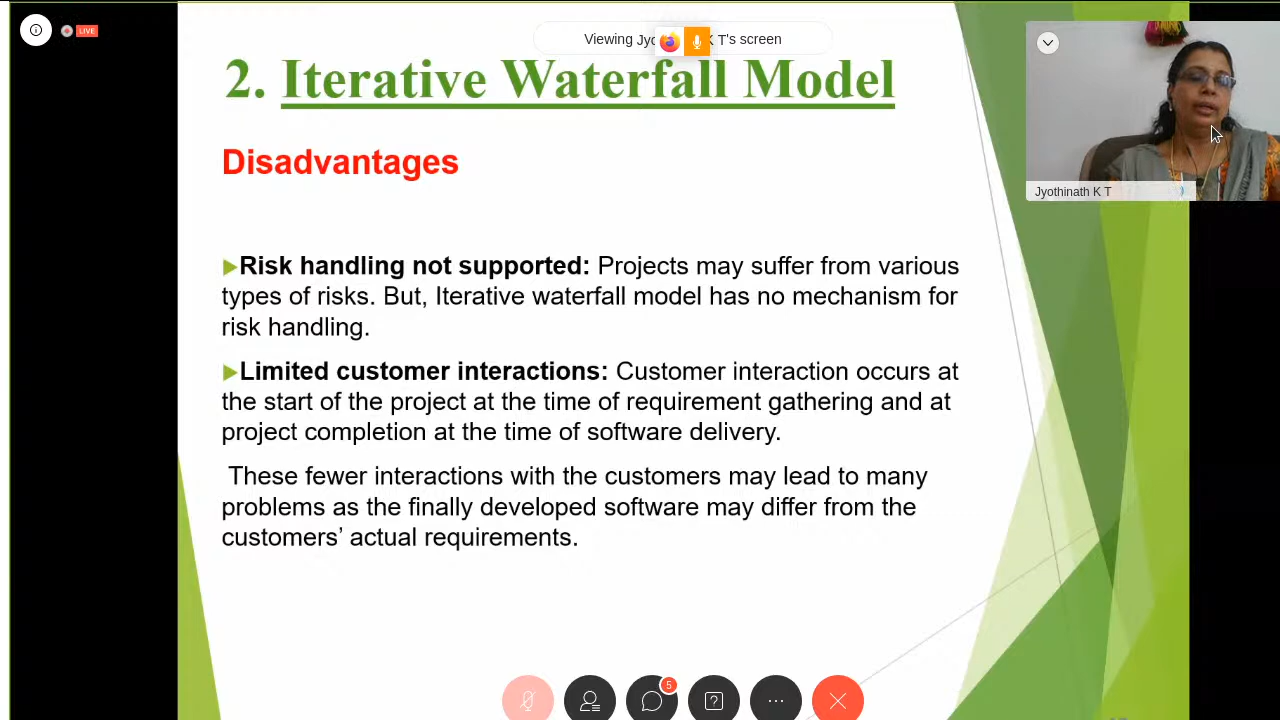 LIVE
Viewing Jyo K T's screen
2. Iterative Waterfall Model
Jyothinath K T
Disadvantages
Risk handling not supported: Projects may suffer from various
types of risks. But, Iterative waterfall model has no mechanism for
risk handling.
Limited customer interactions: Customer interaction occurs at
the start of the project at the time of requirement gathering and at
project completion at the time of software delivery.
These fewer interactions with the customers may lead to many
problems as the finally developed software may differ from the
customers’ actual requirements.
5